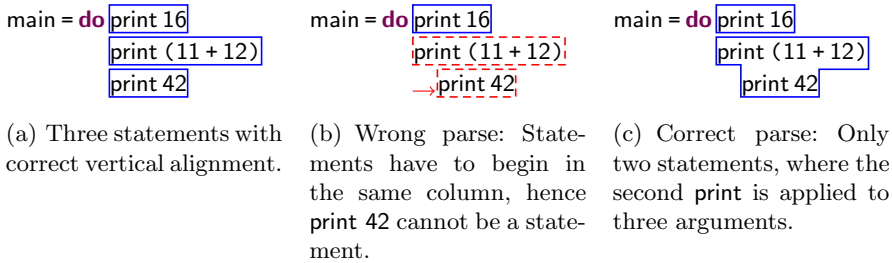 main = do print 16
print (11 + 12)
print 42
(a) Three statements with
correct vertical alignment.
main = do print 16
print (11 + 12)
→print 42
(b) Wrong parse: State-
ments have to begin in
the same column, hence
print 42 cannot be a state-
ment.
main = do print 16
print (11 + 12)
print 42
(c) Correct parse: Only
two statements, where the
second print is applied to
three arguments.